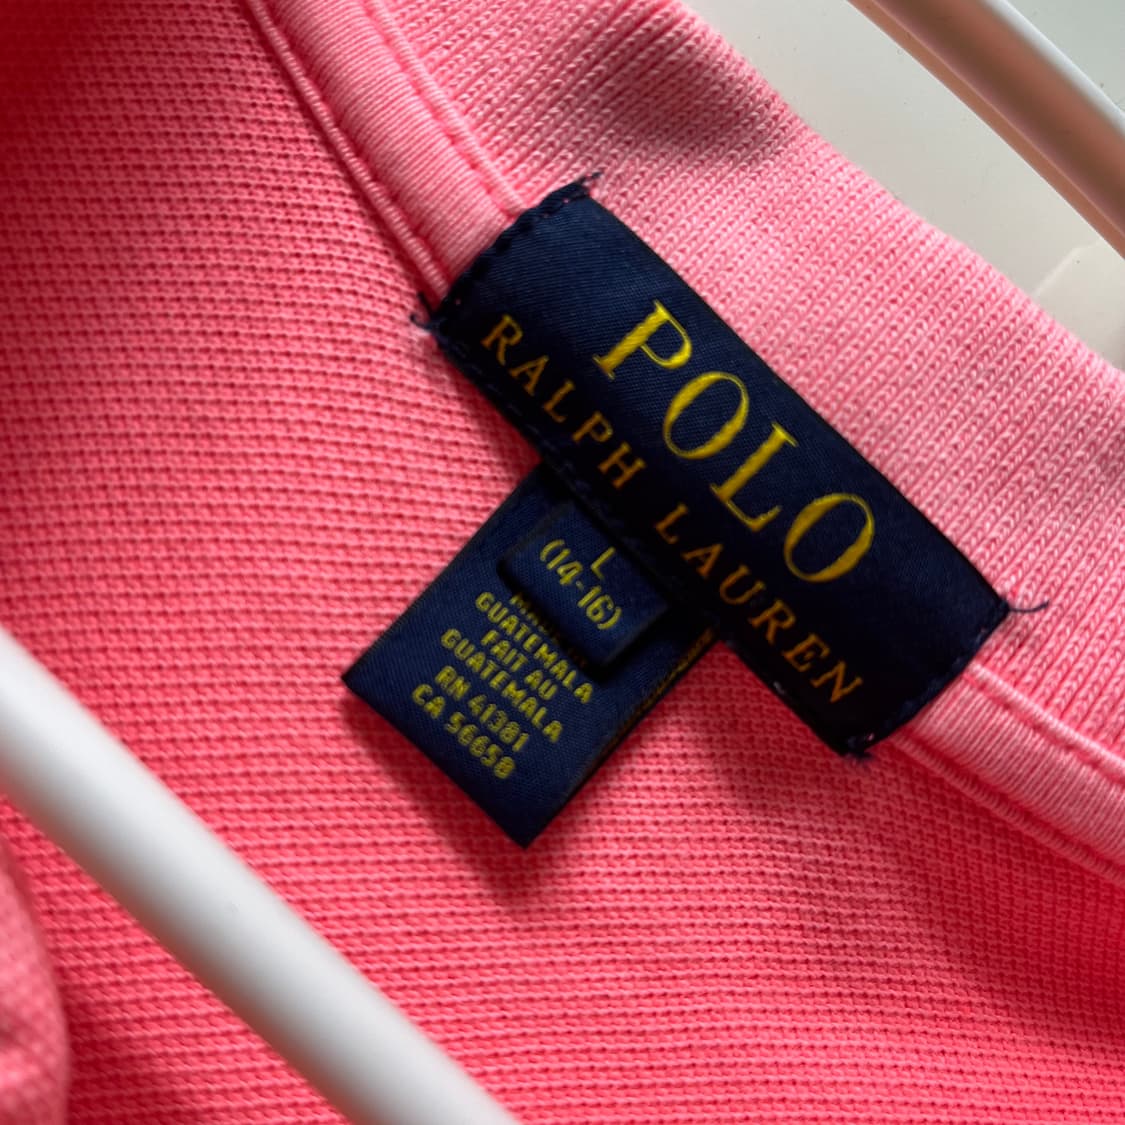 POLO
RALPH LAUREN
L
(14-16)
GUATEMALA
FAIT AU
GUATEMALA
RN 41381
CA 56658